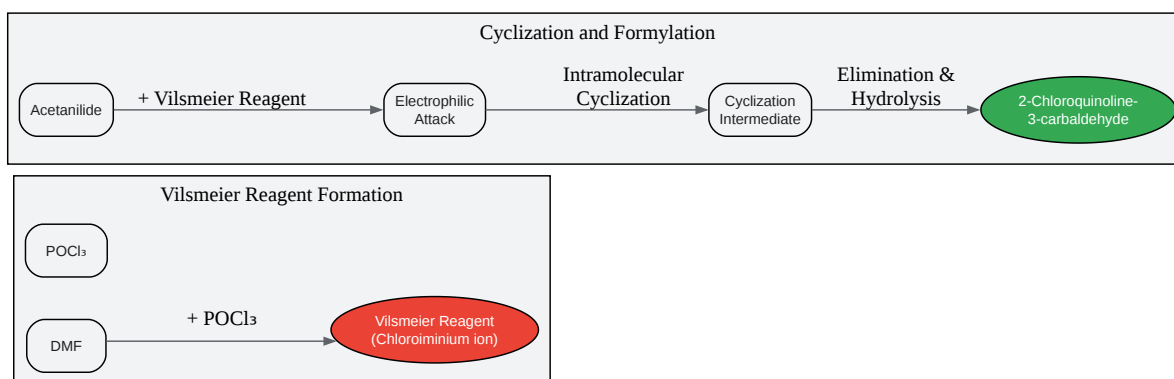 Cyclization and Formylation
Acetanilide
+ Vilsmeier Reagent
Electrophilic
Attack
Intramolecular
Cyclization
Cyclization
Intermediate
Elimination &
Hydrolysis
2-Chloroquinoline-
3-carbaldehyde
Vilsmeier Reagent Formation
POCl₃
DMF
+ POCl₃
Vilsmeier Reagent
(Chloroiminium ion)